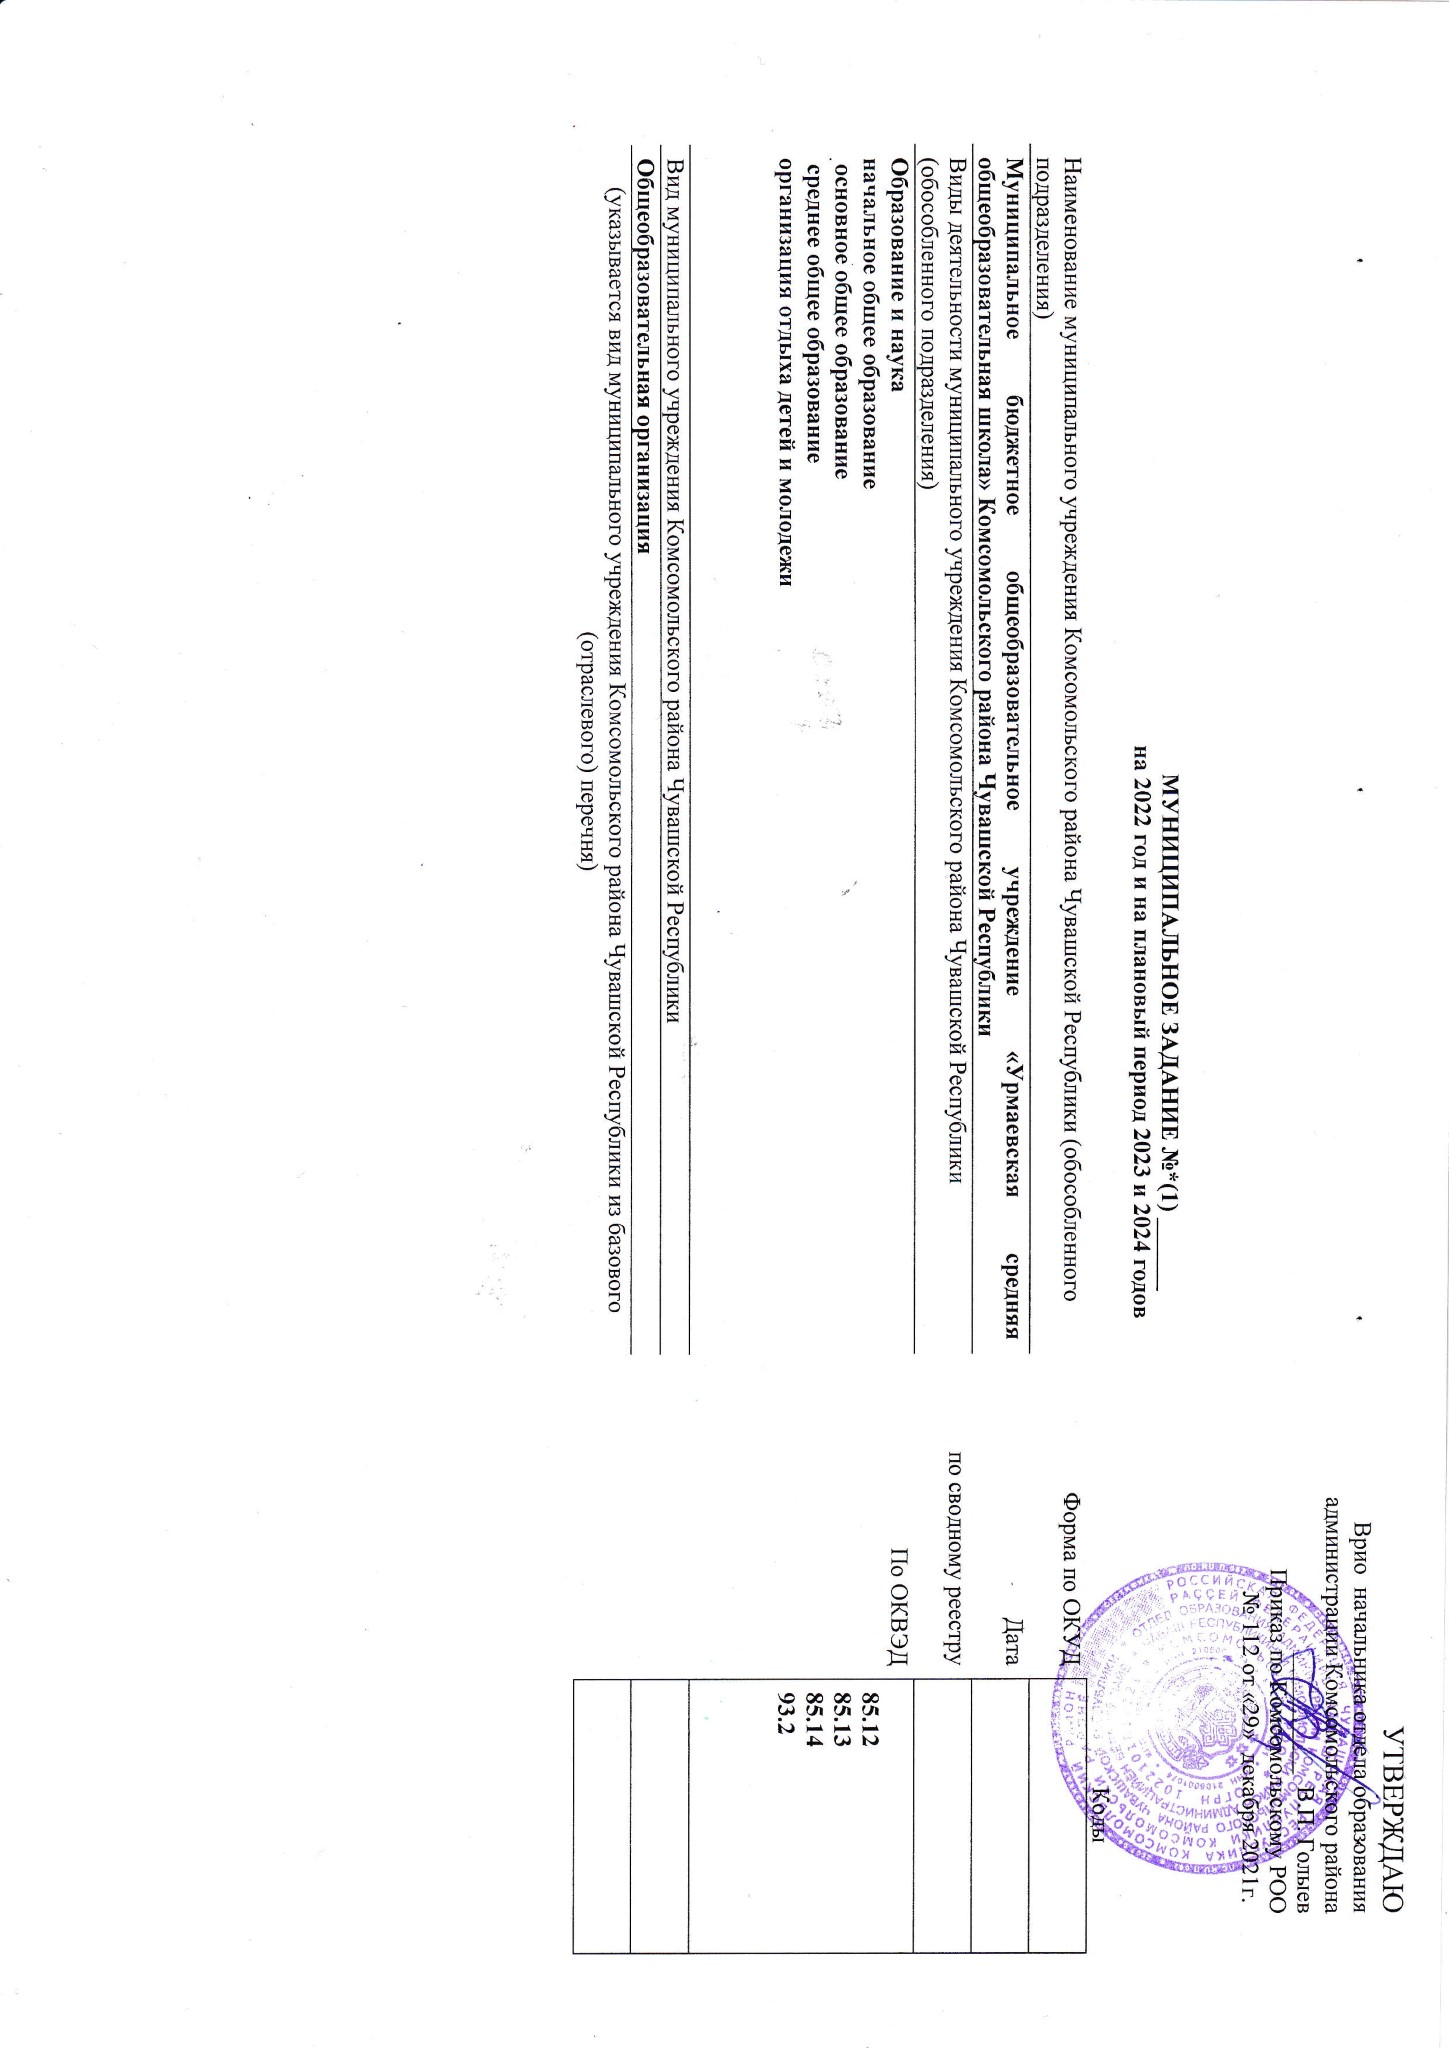 УТВЕРЖДАЮ
Врио начальника отдела образования
администрации Комсомольского района
В.П. Голыев
Приказ по Комсомольскому РОО
№ 112 от «29» декабря 2021г.
МУНИЦИПАЛЬНОЕ ЗАДАНИЕ №*(1)______
на 2022 год и на плановый период 2023 и 2024 годов
Коды
Наименование муниципального учреждения Комсомольского района Чувашской Республики (обособленного
подразделения)
Форма по ОКУД
Муниципальное бюджетное общеобразовательное учреждение «Урмаевская средняя
общеобразовательная школа» Комсомольского района Чувашской Республики
Дата
Виды деятельности муниципального учреждения Комсомольского района Чувашской Республики
(обособленного подразделения)
по сводному реестру
Образование и наука
По ОКВЭД
начальное общее образование
85.12
основное общее образование
85.13
среднее общее образование
85.14
организация отдыха детей и молодежи
93.2
Вид муниципального учреждения Комсомольского района Чувашской Республики
Общеобразовательная организация
(указывается вид муниципального учреждения Комсомольского района Чувашской Республики из базового
(отраслевого) перечня)